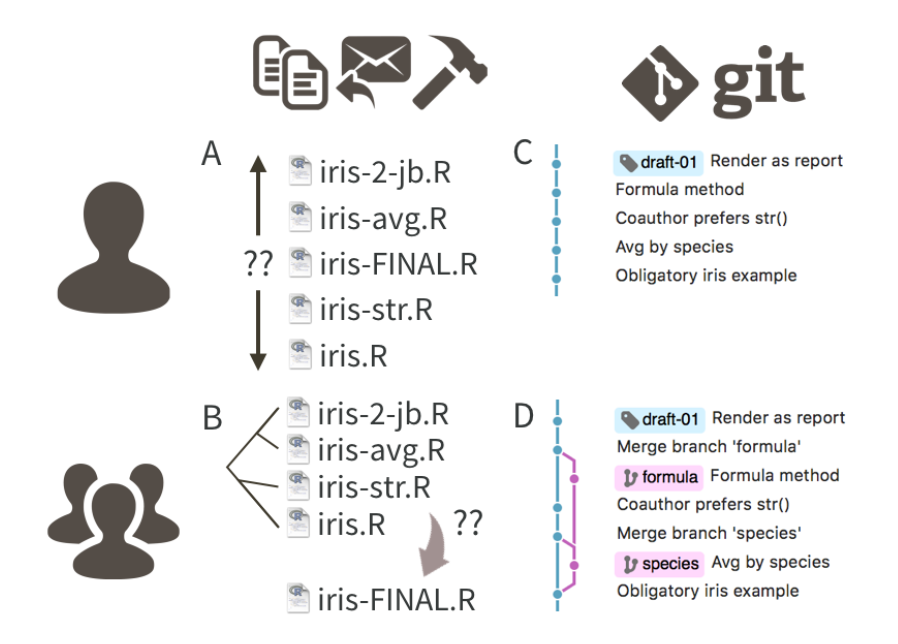 git
A
iris-2-jb.R
iris-avg.R
?? iris-FINAL.R
iris-str.R
iris.R
C
draft-01 Render as report
Formula method
Coauthor prefers str()
Avg by species
Obligatory iris example
B
iris-2-jb.R
iris-avg.R
iris-str.R
iris.R
??
iris-FINAL.R
D
draft-01 Render as report
Merge branch 'formula'
formula Formula method
Coauthor prefers str()
Merge branch 'species'
species Avg by species
Obligatory iris example